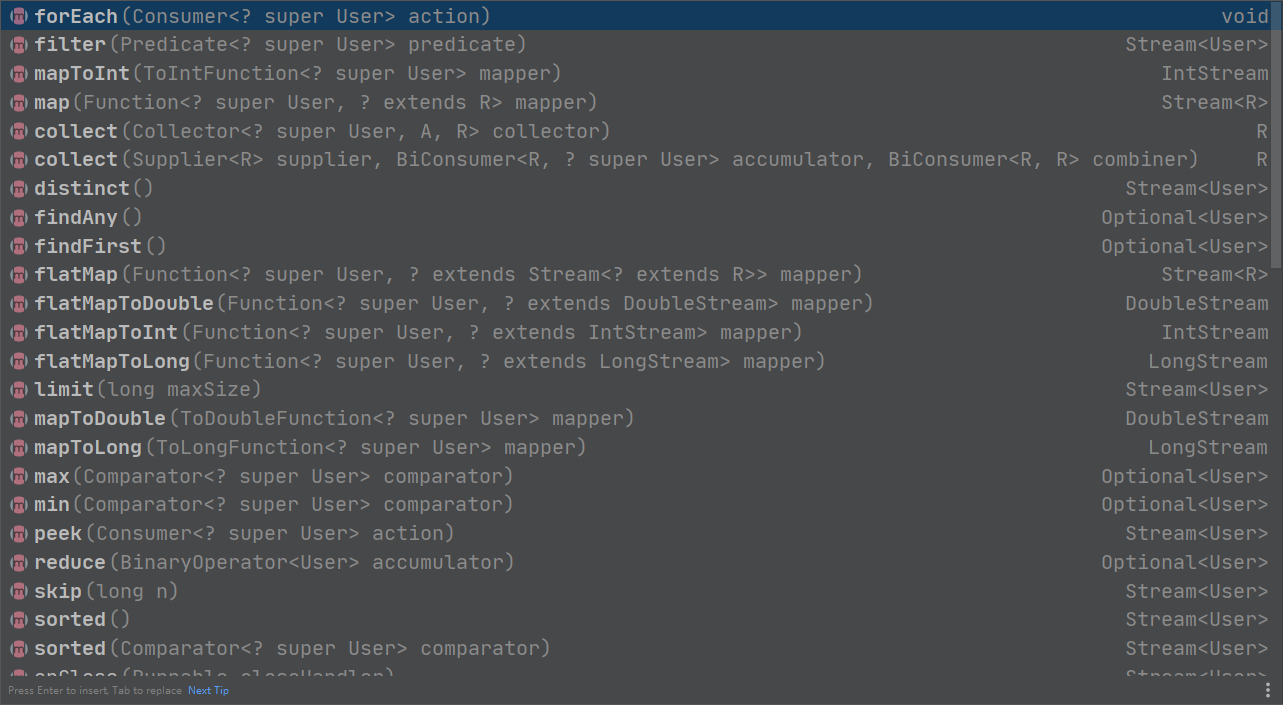 forEach(Consumer<? super User> action) void
filter(Predicate<? super User> predicate) Stream<User>
mapToInt(ToIntFunction<? super User> mapper) IntStream
map(Function<? super User, ? extends R> mapper) Stream<R>
collect(Collector<? super User, A, R> collector) R
collect(Supplier<R> supplier, BiConsumer<R, ? super User> accumulator, BiConsumer<R, R> combiner) R
distinct() Stream<User>
findAny() Optional<User>
findFirst() Optional<User>
flatMap(Function<? super User, ? extends Stream<? extends R>> mapper) Stream<R>
flatMapToDouble(Function<? super User, ? extends DoubleStream> mapper) DoubleStream
flatMapToInt(Function<? super User, ? extends IntStream> mapper) IntStream
flatMapToLong(Function<? super User, ? extends LongStream> mapper) LongStream
limit(long maxSize) Stream<User>
mapToDouble(ToDoubleFunction<? super User> mapper) DoubleStream
mapToLong(ToLongFunction<? super User> mapper) LongStream
max(Comparator<? super User> comparator) Optional<User>
min(Comparator<? super User> comparator) Optional<User>
peek(Consumer<? super User> action) Stream<User>
reduce(BinaryOperator<User> accumulator) Optional<User>
skip(long n) Stream<User>
sorted() Stream<User>
sorted(Comparator<? super User> comparator) Stream<User>
onClose(Runnable closeHandler) Stream<User>
Press Enter to insert, Tab to replace Next Tip